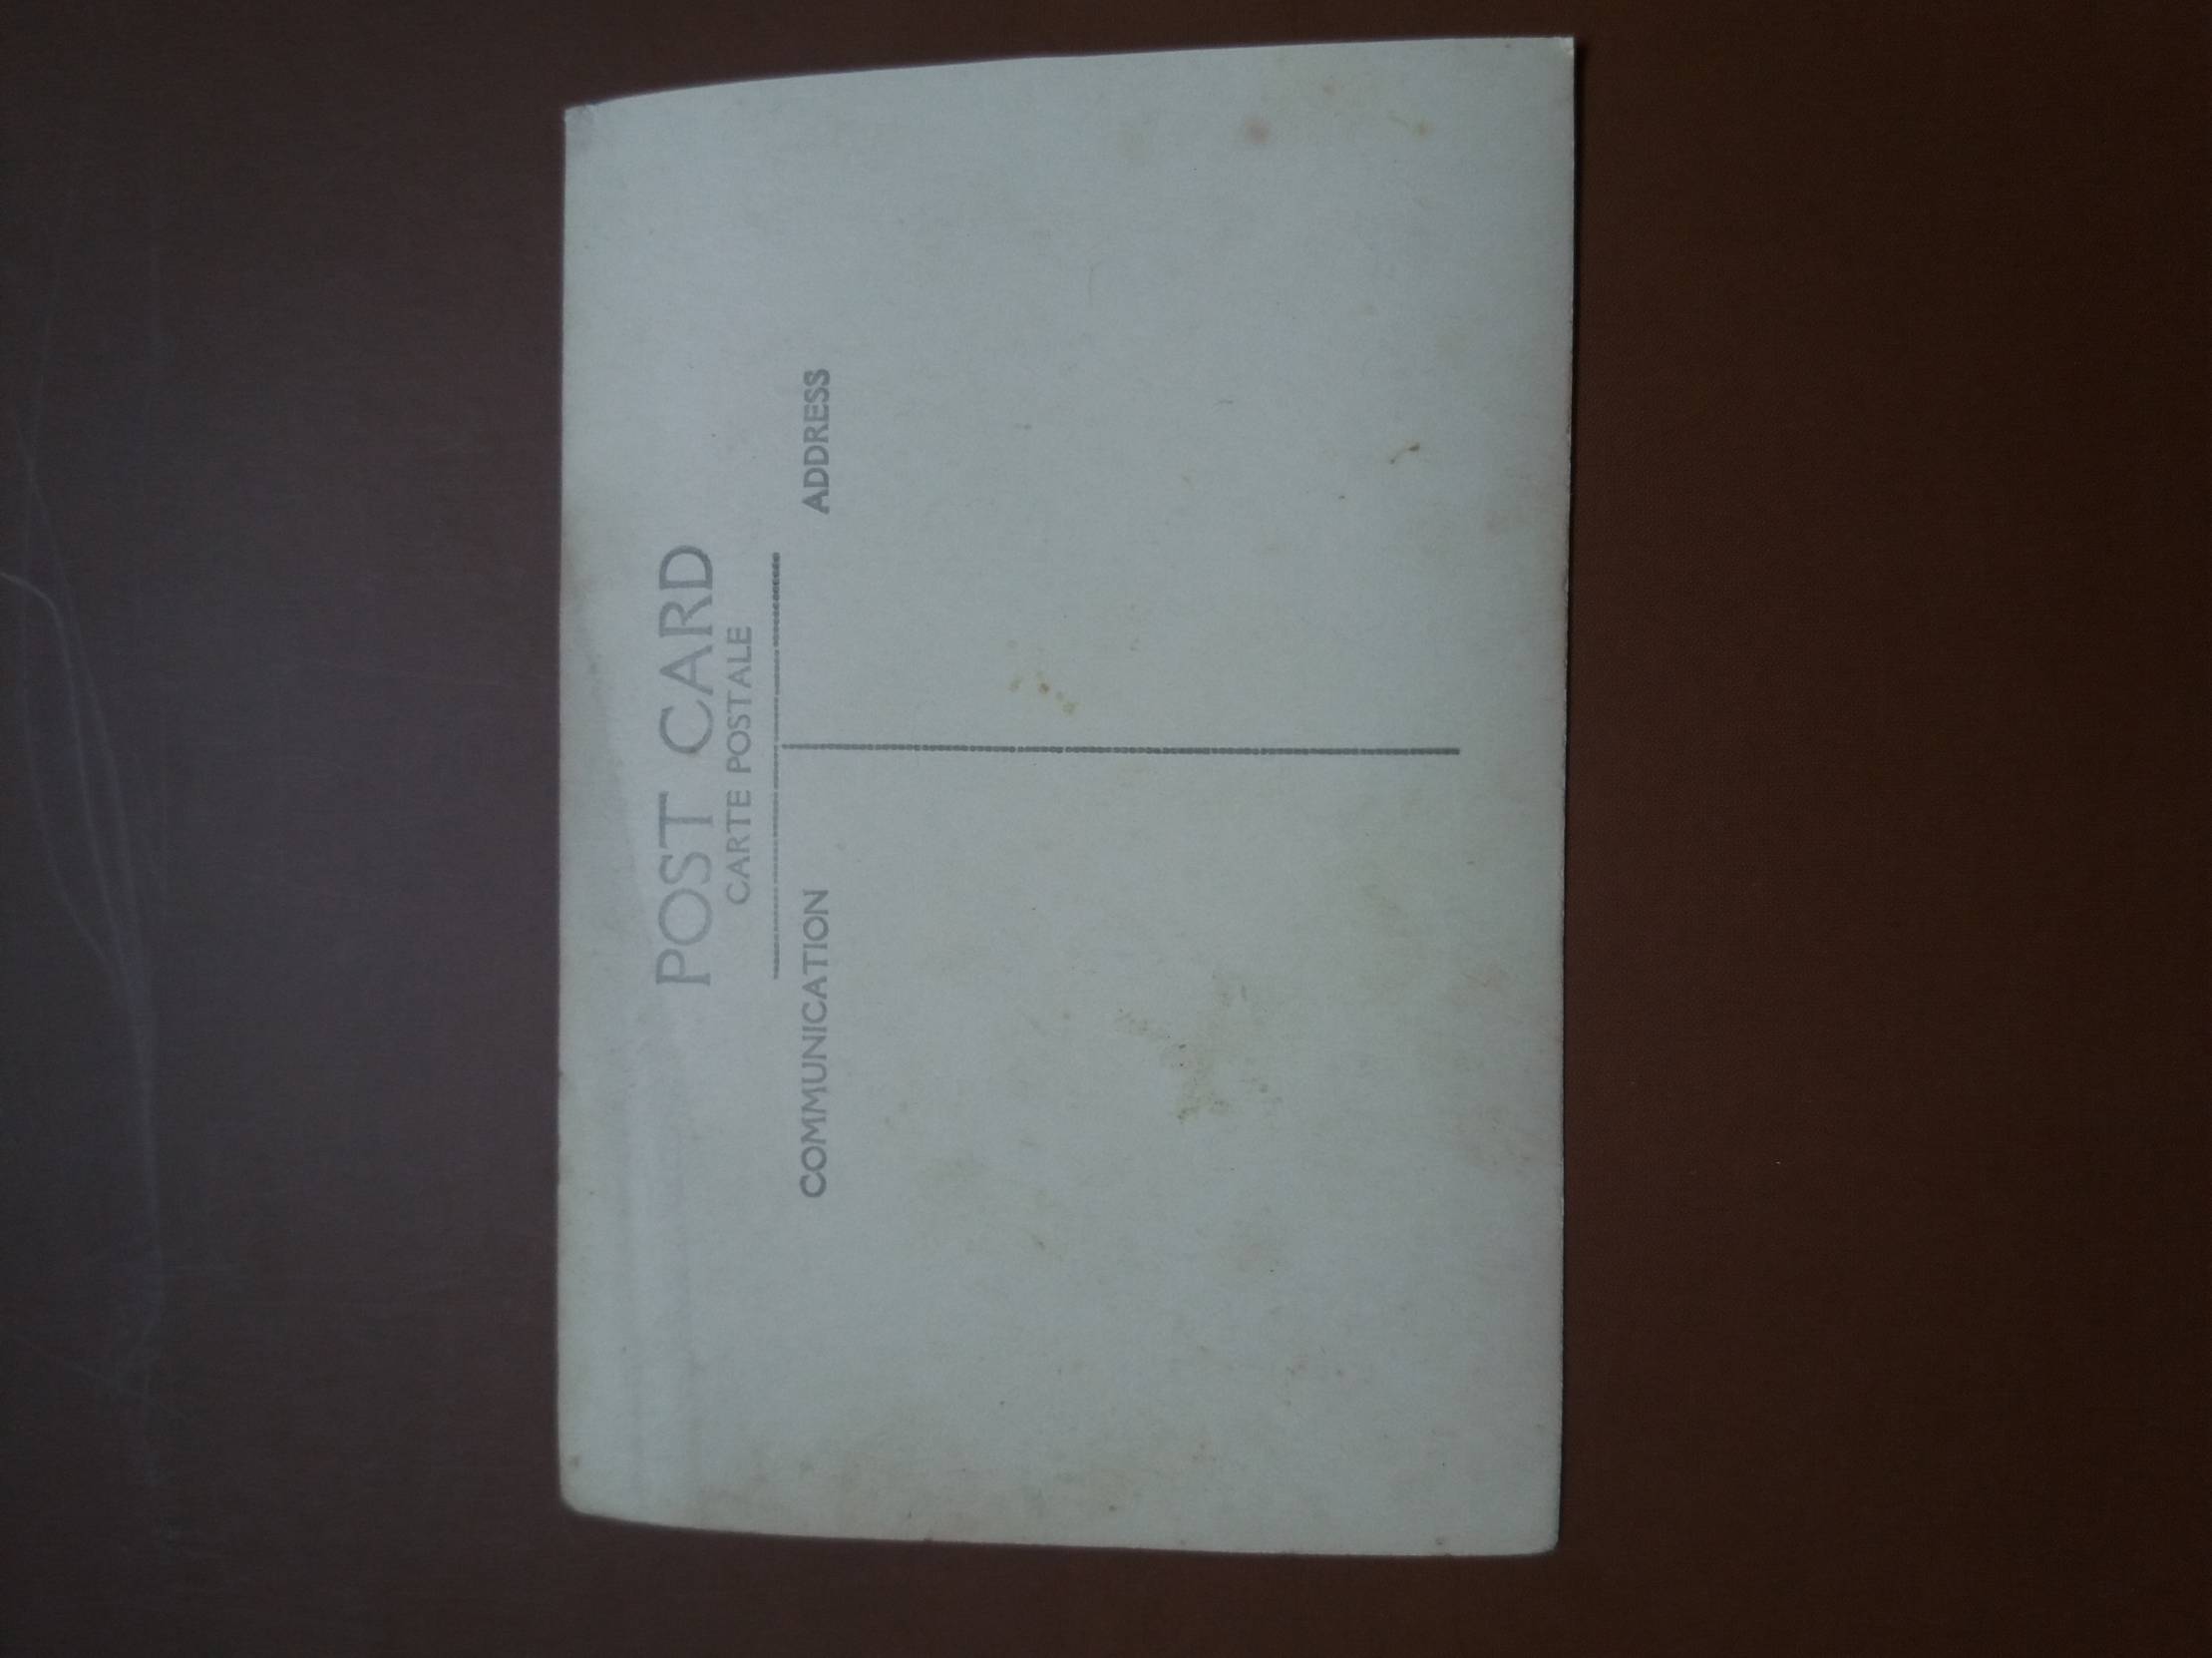 POST CARD
CARTE POSTALE
COMMUNICATION
ADDRESS